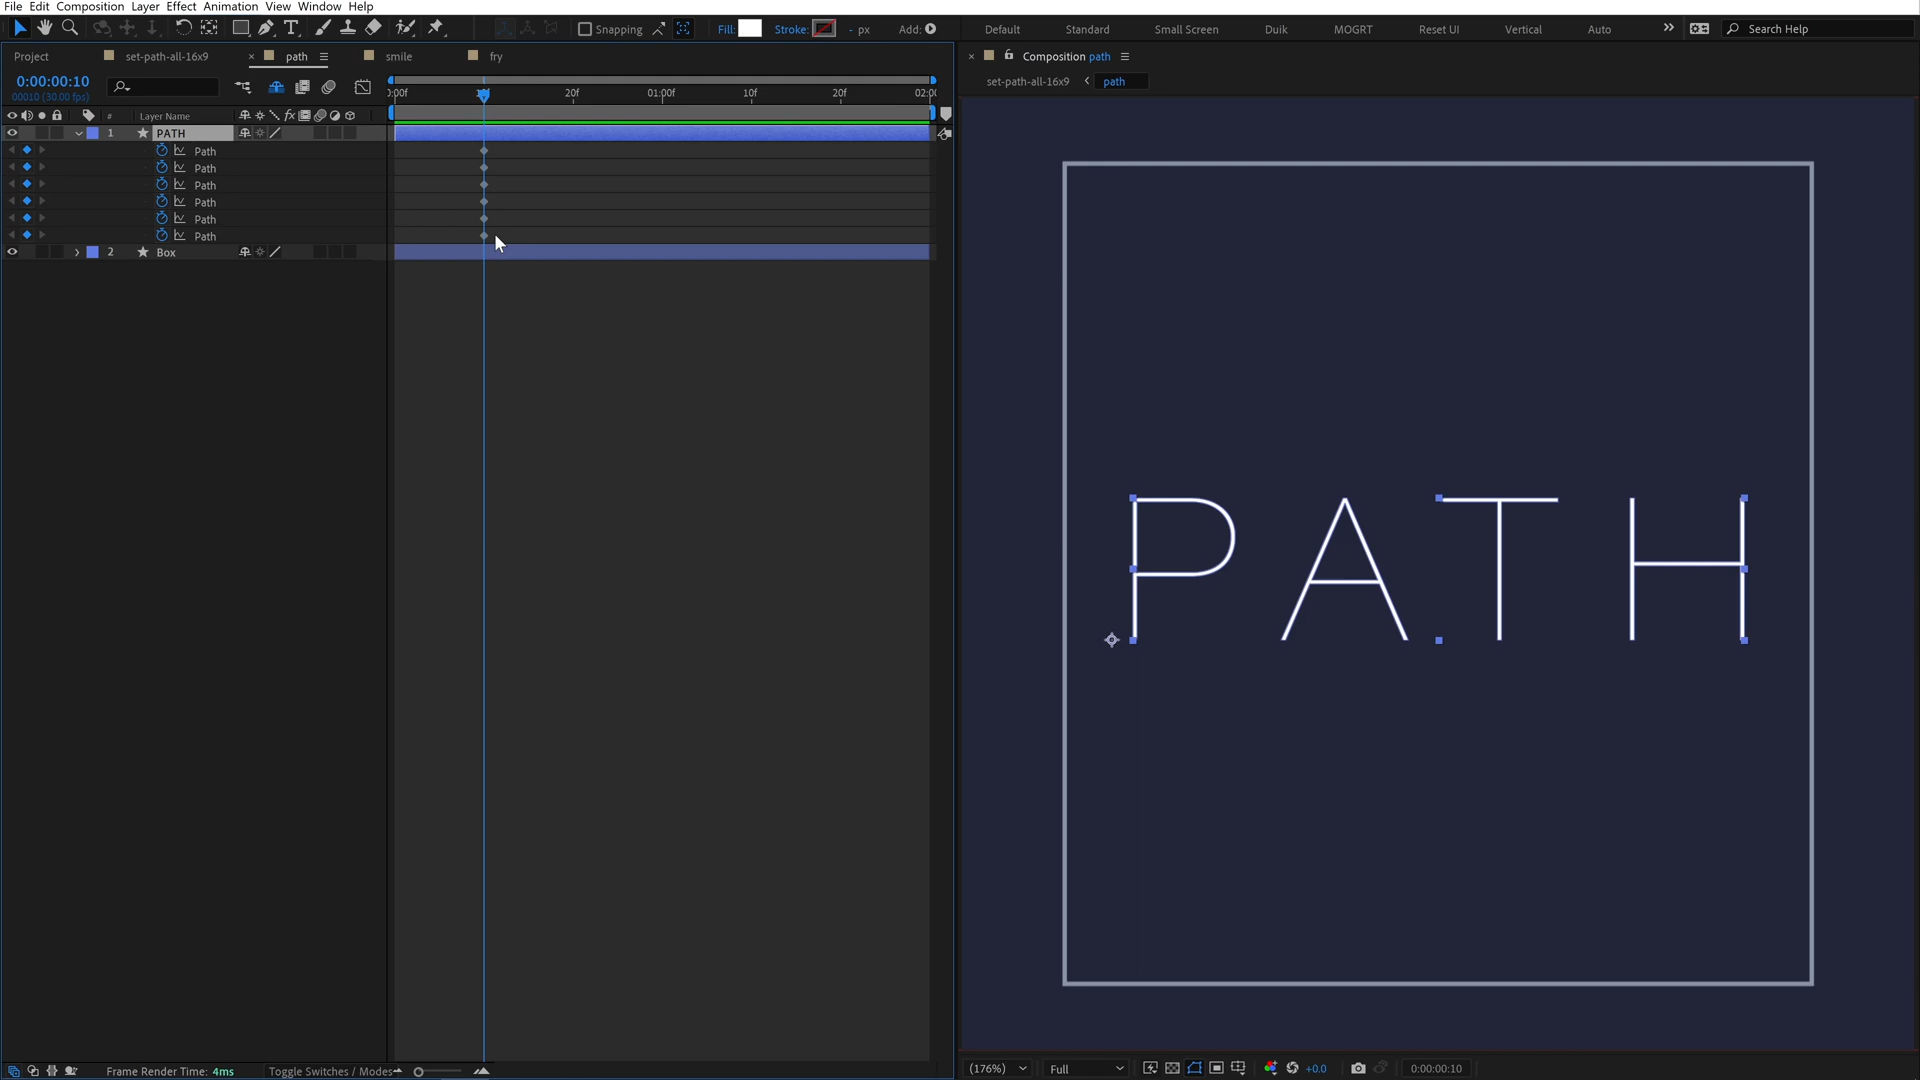 File Edit Composition Layer Effect Animation View Window Help
Snapping Fill: Stroke: - px Add: Default Standard Small Screen Duik MOGRT Reset UI Vertical Auto » Search Help
Project set-path-all-16x9 × path smile fry × Composition path
0:00:00:10
00010 (30.00 fps)
set-path-all-16x9 < path
:00f 20f 01:00f 10f 20f 02:00
# Layer Name fx
1 PATH
Path
Path
Path
Path
Path
Path
2 Box
PATH
Frame Render Time: 4ms Toggle Switches / Modes (176%) Full +0.0 0:00:00:10